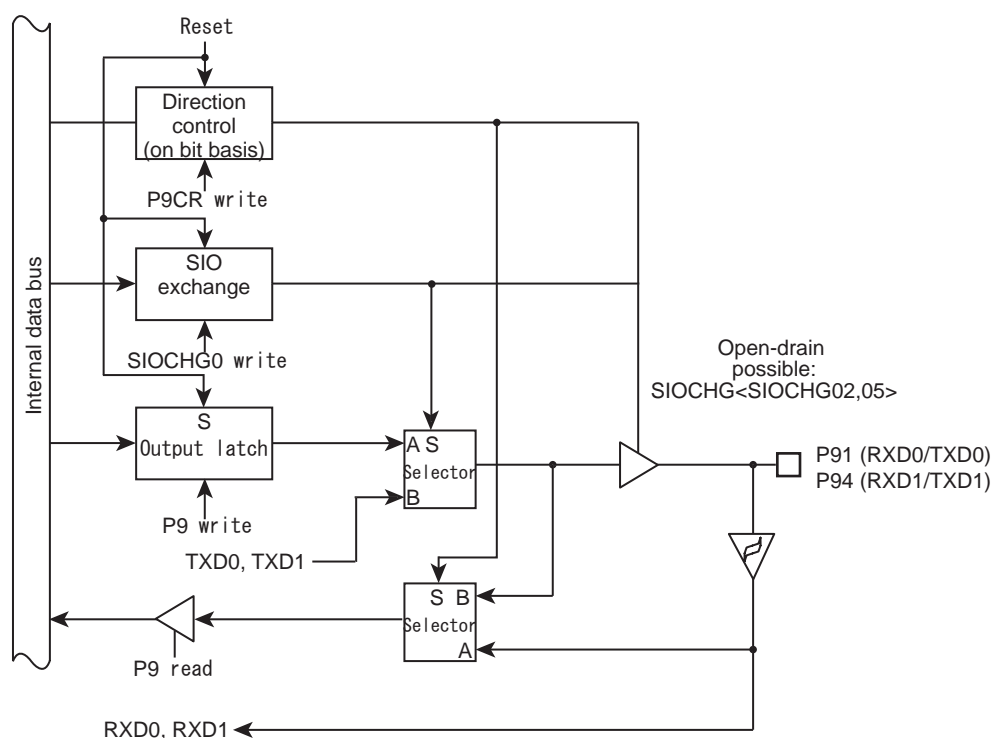 Reset
Direction
control
(on bit basis)
P9CR write
SIO
exchange
SIOCHG0 write
Internal data bus
Open-drain
possible:
SIOCHG<SIOCHG02,05>
S
Output latch
A S
Selector
B
P9 write
TXD0, TXD1
P91 (RXD0/TXD0)
P94 (RXD1/TXD1)
S B
Selector
A
P9 read
RXD0, RXD1